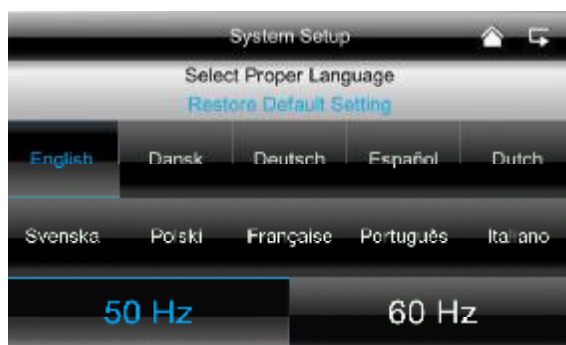 System Setup
Select Proper Language
Restore Default Setting
English Dansk Deutsch Español Dutch
Svenska Polski Française Português Italiano
50 Hz 60 Hz